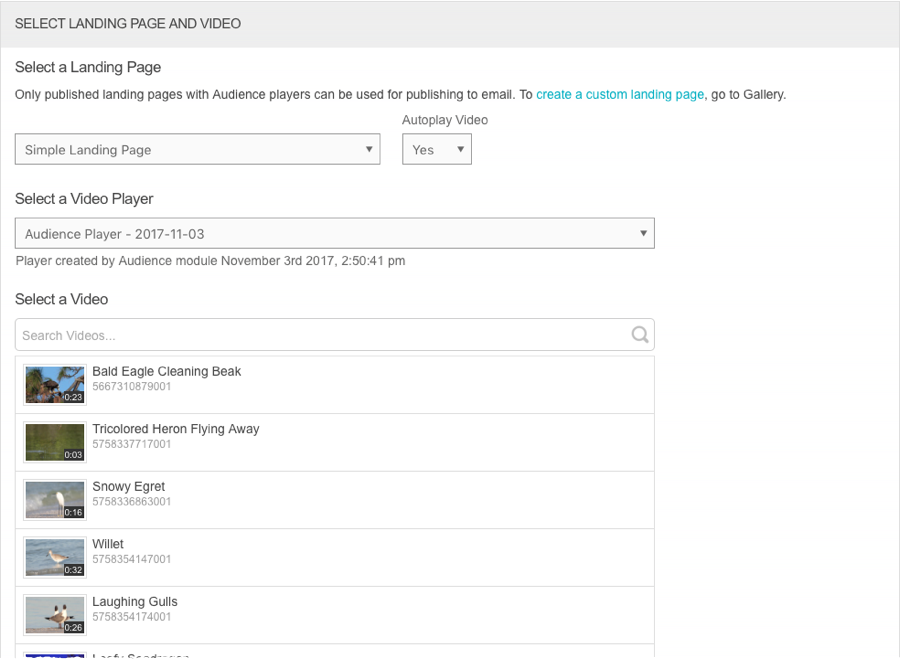 SELECT LANDING PAGE AND VIDEO
Select a Landing Page
Only published landing pages with Audience players can be used for publishing to email. To create a custom landing page, go to Gallery.
Autoplay Video
Simple Landing Page
Yes
Select a Video Player
Audience Player - 2017-11-03
Player created by Audience module November 3rd 2017, 2:50:41 pm
Select a Video
Search Videos...
Bald Eagle Cleaning Beak
5667310879001
0:23
Tricolored Heron Flying Away
5758337717001
0:03
Snowy Egret
5758336863001
0:16
Willet
5758354147001
0:32
Laughing Gulls
5758354174001
0:26